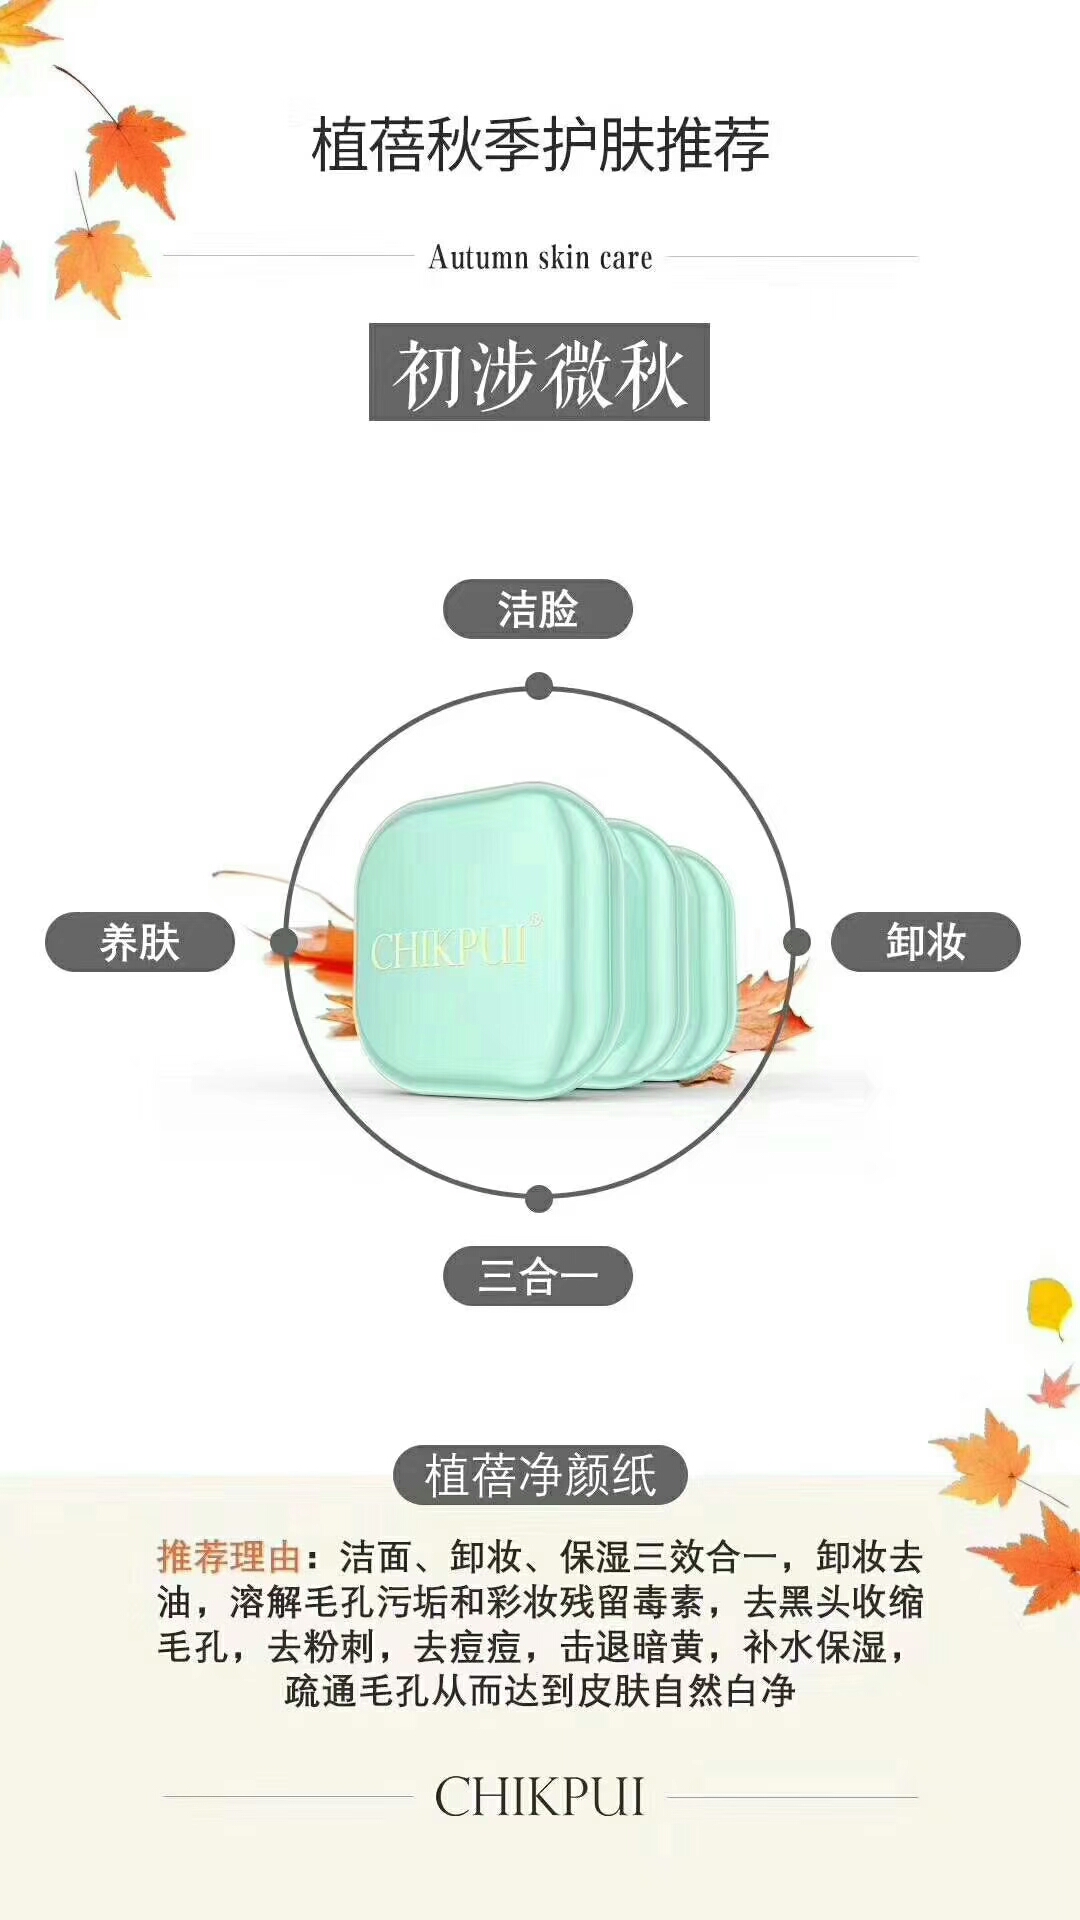 植蓓秋季护肤推荐
Autumn skin care
初涉微秋
洁脸
CHIKPUI®
养肤
卸妆
三合一
植蓓净颜纸
推荐理由：洁面、卸妆、保湿三效合一，卸妆去
油，溶解毛孔污垢和彩妆残留毒素，去黑头收缩
毛孔，去粉刺，去痘痘，击退暗黄，补水保湿，
疏通毛孔从而达到皮肤自然白净
CHIKPUI